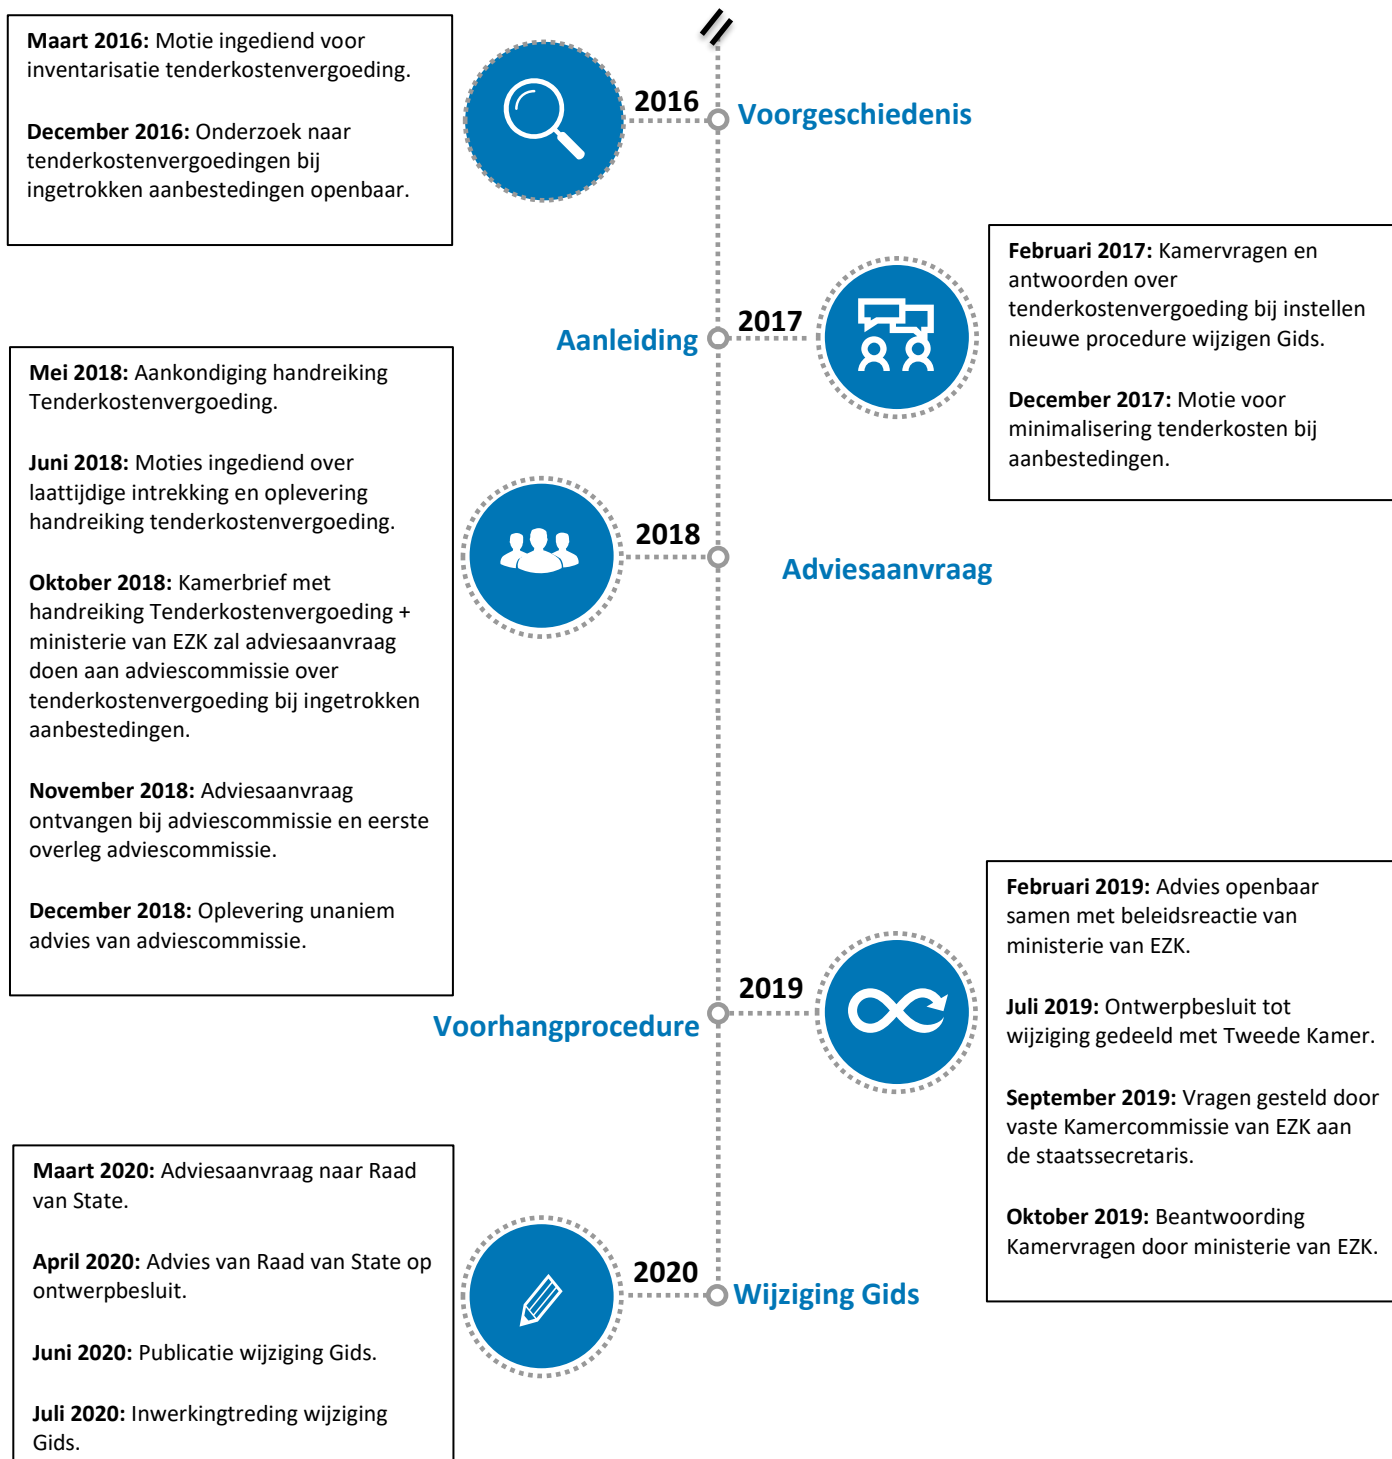 Maart 2016: Motie ingediend voor
inventarisatie tenderkostenvergoeding.
December 2016: Onderzoek naar
tenderkostenvergoedingen bij
ingetrokken aanbestedingen openbaar.
2016
Voorgeschiedenis
Februari 2017: Kamervragen en
antwoorden over
tenderkostenvergoeding bij instellen
nieuwe procedure wijzigen Gids.
December 2017: Motie voor
minimalisering tenderkosten bij
aanbestedingen.
2017
Aanleiding
Mei 2018: Aankondiging handreiking
Tenderkostenvergoeding.
Juni 2018: Moties ingediend over
laattijdige intrekking en oplevering
handreiking tenderkostenvergoeding.
Oktober 2018: Kamerbrief met
handreiking Tenderkostenvergoeding +
ministerie van EZK zal adviesaanvraag
doen aan adviescommissie over
tenderkostenvergoeding bij ingetrokken
aanbestedingen.
November 2018: Adviesaanvraag
ontvangen bij adviescommissie en eerste
overleg adviescommissie.
December 2018: Oplevering unaniem
advies van adviescommissie.
2018
Adviesaanvraag
Februari 2019: Advies openbaar
samen met beleidsreactie van
ministerie van EZK.
Juli 2019: Ontwerpbesluit tot
wijziging gedeeld met Tweede Kamer.
September 2019: Vragen gesteld door
vaste Kamercommissie van EZK aan
de staatssecretaris.
Oktober 2019: Beantwoording
Kamervragen door ministerie van EZK.
2019
Voorhangprocedure
Maart 2020: Adviesaanvraag naar Raad
van State.
April 2020: Advies van Raad van State op
ontwerpbesluit.
Juni 2020: Publicatie wijziging Gids.
Juli 2020: Inwerkingtreding wijziging
Gids.
2020
Wijziging Gids